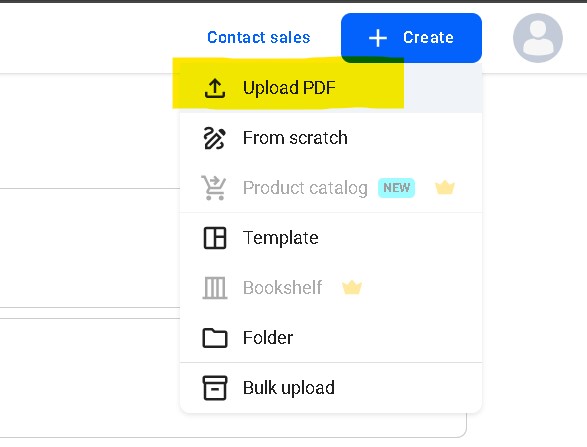 Contact sales
Create
Upload PDF
From scratch
Product catalog NEW
Template
Bookshelf
Folder
Bulk upload